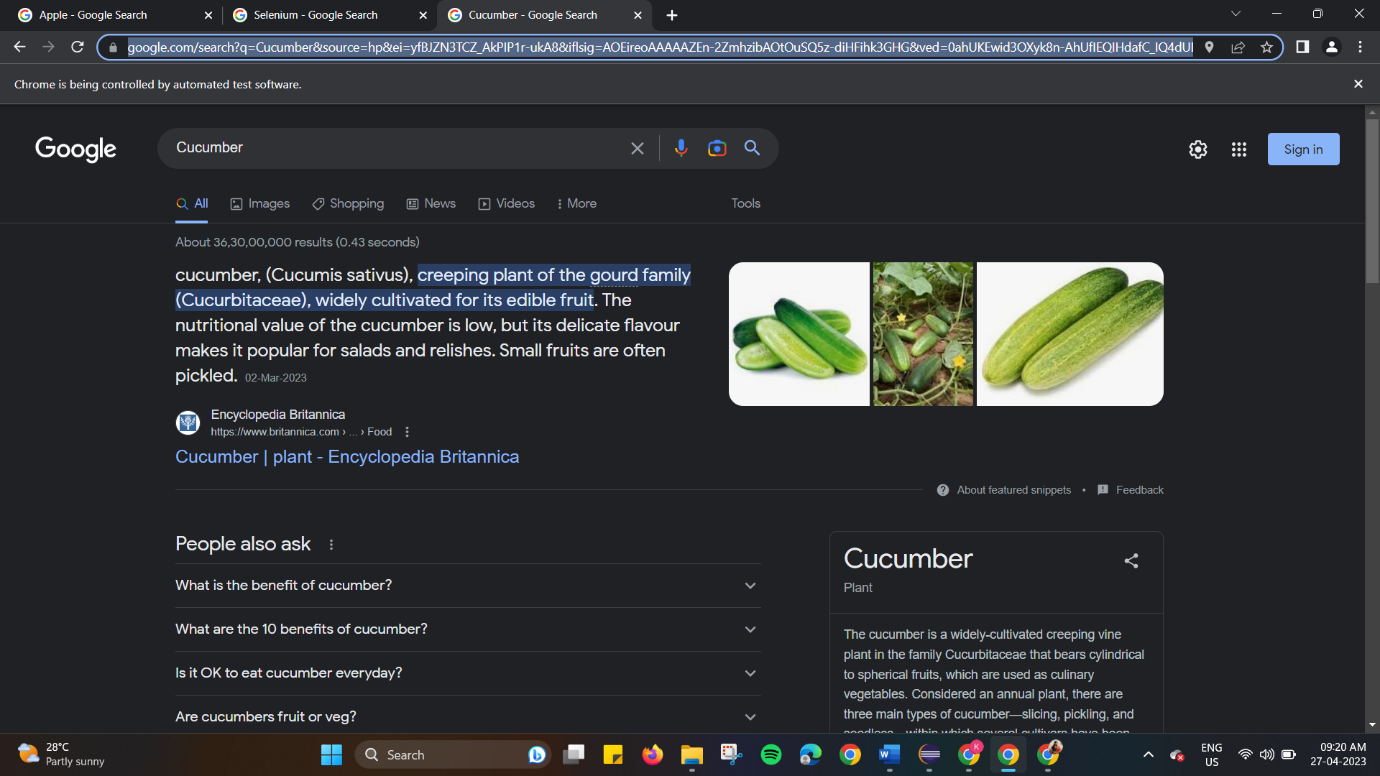 Apple - Google Search
Selenium - Google Search
Cucumber - Google Search
google.com/search?q=Cucumber&source=hp&ei=yfBJZN3TCZ_AkPIP1r-ukA8&iflsig=AOEireoAAAAAZEn-2ZmhzibAOtOuSQ5z-diHFihk3GHG&ved=0ahUKEwid3OXyk8n-AhUfIEQIHdafC_IQ4dU
Chrome is being controlled by automated test software.
Google
Cucumber
Sign in
All
Images
Shopping
News
Videos
More
Tools
About 36,30,00,000 results (0.43 seconds)
cucumber, (Cucumis sativus), creeping plant of the gourd family
(Cucurbitaceae), widely cultivated for its edible fruit. The
nutritional value of the cucumber is low, but its delicate flavour
makes it popular for salads and relishes. Small fruits are often
pickled. 02-Mar-2023
Encyclopedia Britannica
https://www.britannica.com › ... › Food
Cucumber | plant - Encyclopedia Britannica
About featured snippets • Feedback
People also ask
What is the benefit of cucumber?
What are the 10 benefits of cucumber?
Is it OK to eat cucumber everyday?
Are cucumbers fruit or veg?
Cucumber
Plant
The cucumber is a widely-cultivated creeping vine
plant in the family Cucurbitaceae that bears cylindrical
to spherical fruits, which are used as culinary
vegetables. Considered an annual plant, there are
three main types of cucumber—slicing, pickling, and
28°C
Partly sunny
Search
K
ENG
US
09:20 AM
27-04-2023